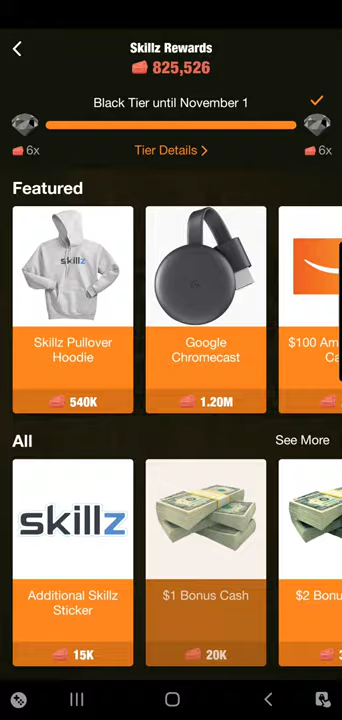 Skillz Rewards
825,526
Black Tier until November 1
6x
Tier Details >
6x
Featured
skillz
Skillz Pullover
Hoodie
540K
Google
Chromecast
1.20M
$100 Am
All
See More
skillz
Additional Skillz
Sticker
15K
$1 Bonus Cash
20K
$2 Bonu